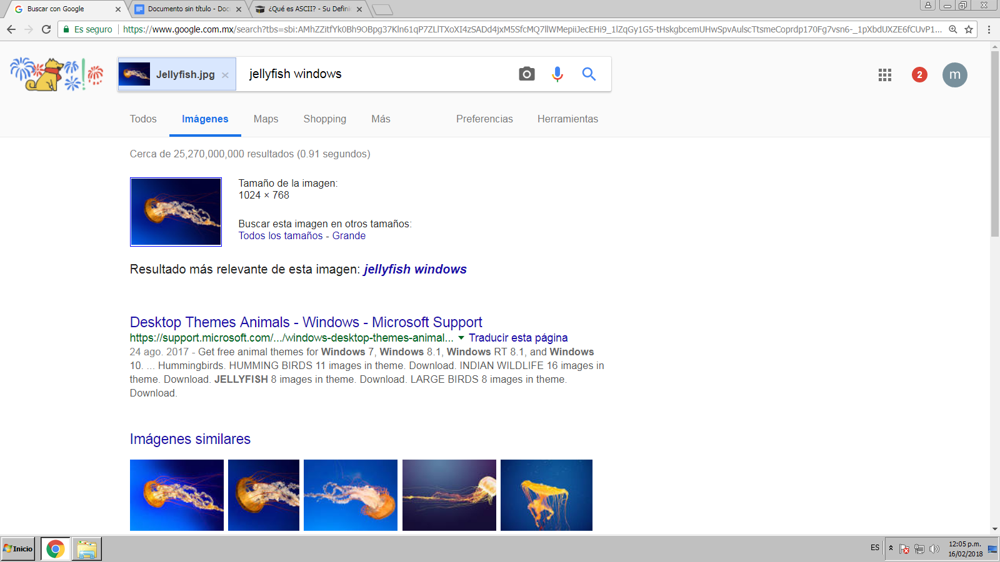 Buscar con Google
Documento sin título - Doc
¿Qué es ASCII? - Su Defini
Es seguro
https://www.google.com.mx/search?tbs=sbi:AMhZZitfYk0Bh9OBpg37Kln61qP7ZLlTXoXI4zSADd4jxM5SfcMQ7llWMepiiJecEHi9_1lZqGy1G5-tHskgbcemUHwSpvAulscTtsmeCoprdp170Fg7vsn6-_1pXbdUXZE6fCUvP1...
Jellyfish.jpg
jellyfish windows
2
m
Todos
Imágenes
Maps
Shopping
Más
Preferencias
Herramientas
Cerca de 25,270,000,000 resultados (0.91 segundos)
Tamaño de la imagen:
1024 × 768
Buscar esta imagen en otros tamaños:
Todos los tamaños - Grande
Resultado más relevante de esta imagen: jellyfish windows
Desktop Themes Animals - Windows - Microsoft Support
https://support.microsoft.com/.../windows-desktop-themes-animal... Traducir esta página
24 ago. 2017 - Get free animal themes for Windows 7, Windows 8.1, Windows RT 8.1, and Windows
10. ... Hummingbirds. HUMMING BIRDS 11 images in theme. Download. INDIAN WILDLIFE 16 images in
theme. Download. JELLYFISH 8 images in theme. Download. LARGE BIRDS 8 images in theme.
Download.
Imágenes similares
Inicio
ES
12:05 p.m.
16/02/2018